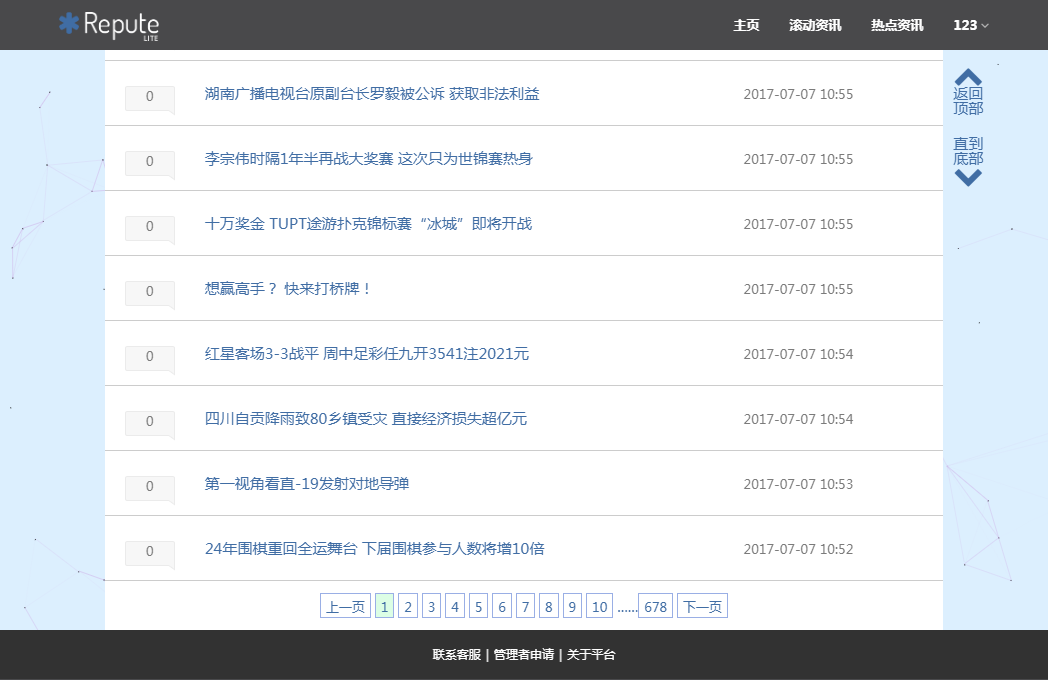 Repute
LITE
主页 滚动资讯 热点资讯 123
0 湖南广播电视台原副台长罗毅被公诉 获取非法利益 2017-07-07 10:55
返回
顶部
0 李宗伟时隔1年半再战大奖赛 这次只为世锦赛热身 2017-07-07 10:55
直到
底部
0 十万奖金 TUPT途游扑克锦标赛“冰城”即将开战 2017-07-07 10:55
0 想赢高手？ 快来打桥牌！ 2017-07-07 10:55
0 红星客场3-3战平 周中足彩任九开3541注2021元 2017-07-07 10:54
0 四川自贡降雨致80乡镇受灾 直接经济损失超亿元 2017-07-07 10:54
0 第一视角看直-19发射对地导弹 2017-07-07 10:53
0 24年围棋重回全运舞台 下届围棋参与人数将增10倍 2017-07-07 10:52
上一页 1 2 3 4 5 6 7 8 9 10 ......678 下一页
联系客服 | 管理者申请 | 关于平台